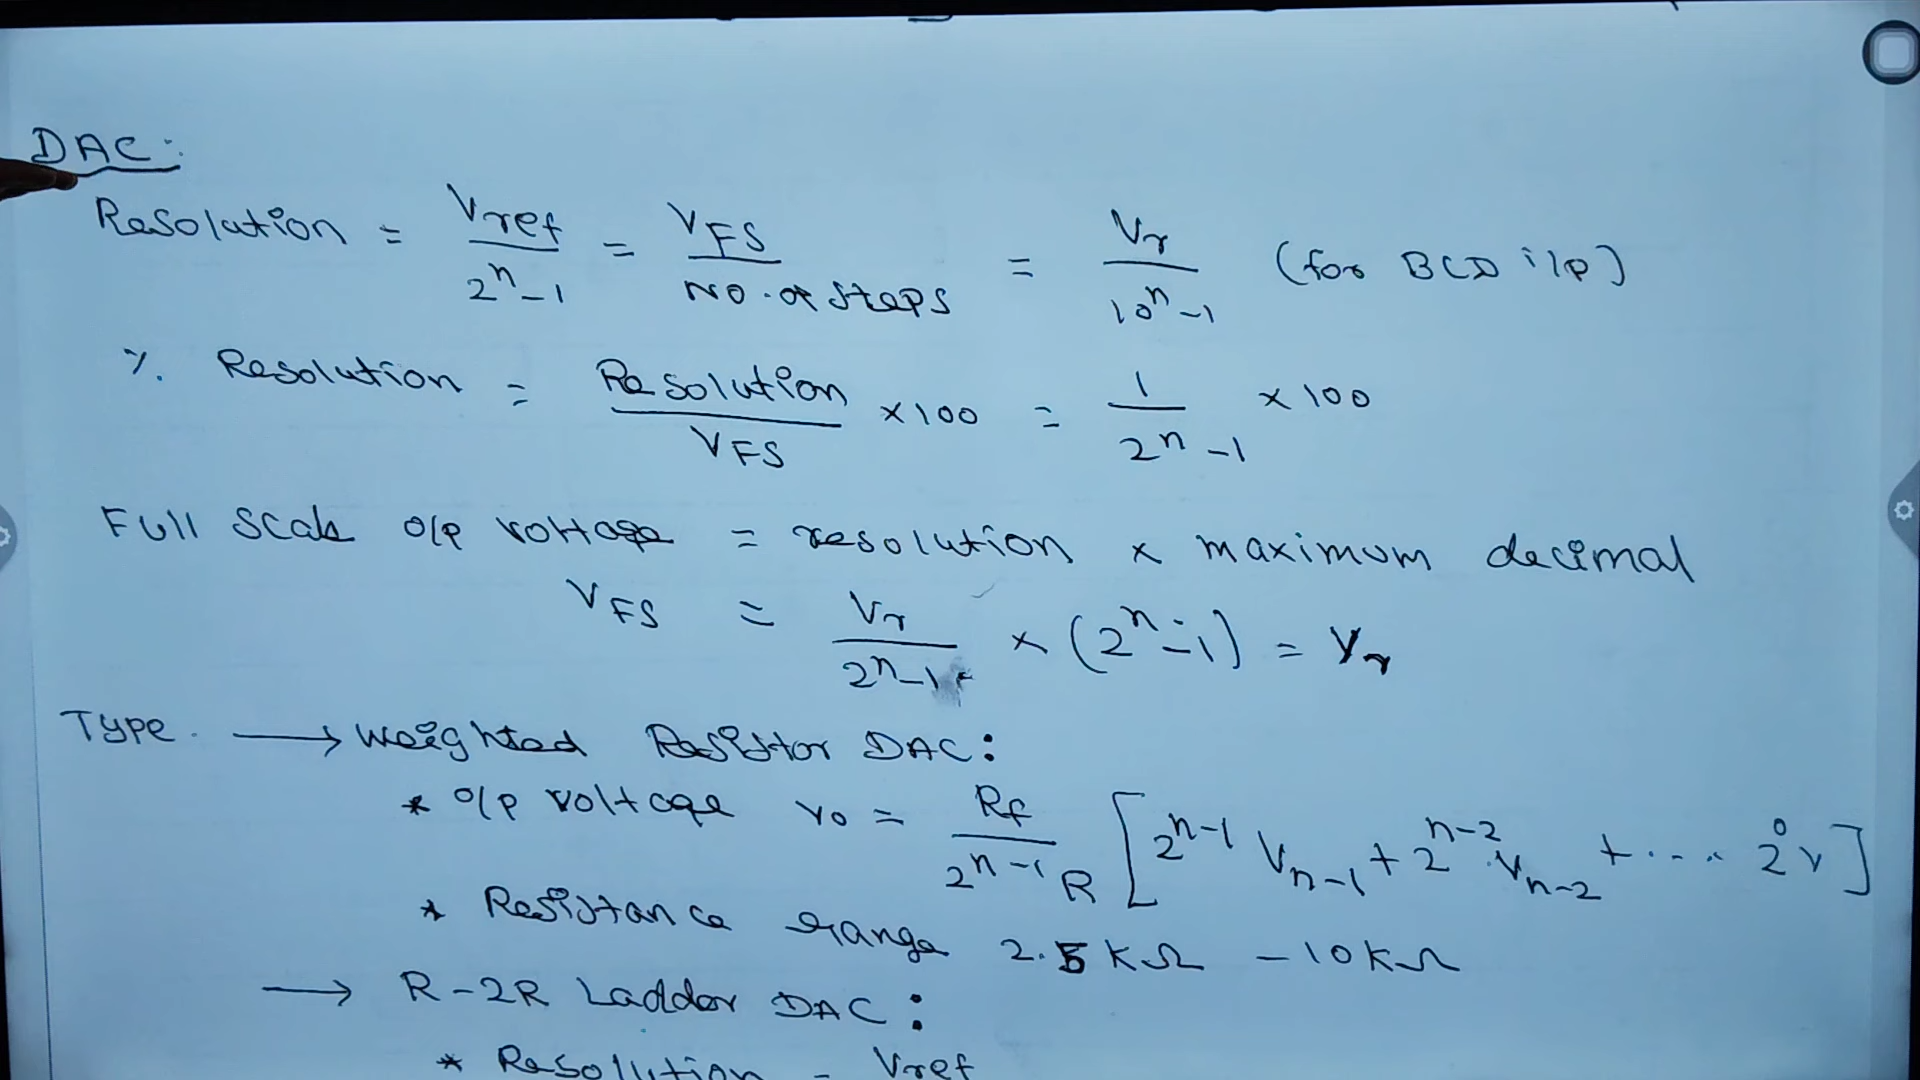 DAC:
Resolution = Vref / 2^n - 1 = VFS / No. of steps = Vr / 10^n - 1 (for BCD i/p)
% Resolution = Resolution / VFS × 100 = 1 / 2^n - 1 × 100
Full Scale o/p voltage = resolution × maximum decimal
VFS = Vr / 2^n - 1 × (2^n - 1) = Vr
Type. → Weighted Resistor DAC:
* o/p voltage vo = Rf / 2^n-1 R [2^n-1 Vn-1 + 2^n-2 Vn-2 + ... 2^0 v]
* Resistance range 2.5 KΩ - 10 KΩ
→ R-2R Ladder DAC:
* Resolution = Vref